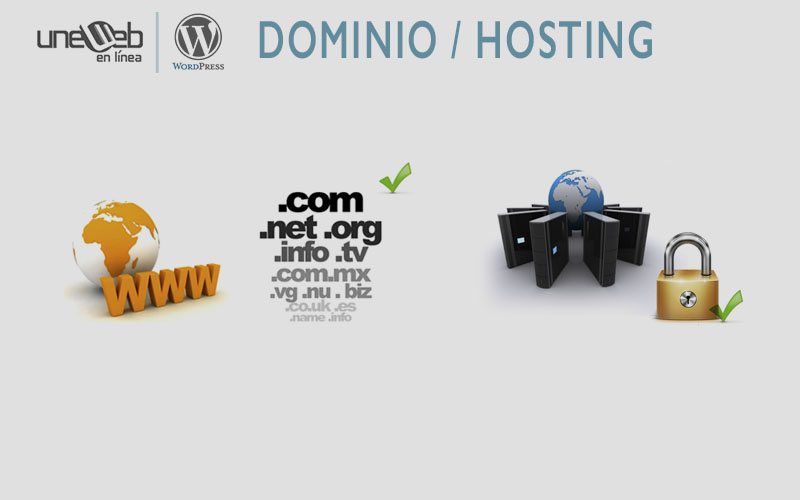 uneweb
en línea
WORDPRESS
DOMINIO / HOSTING
www
.com
.net .org
.info .tv
.com.mx
.vg .nu . biz
.co.uk .es
.name .info